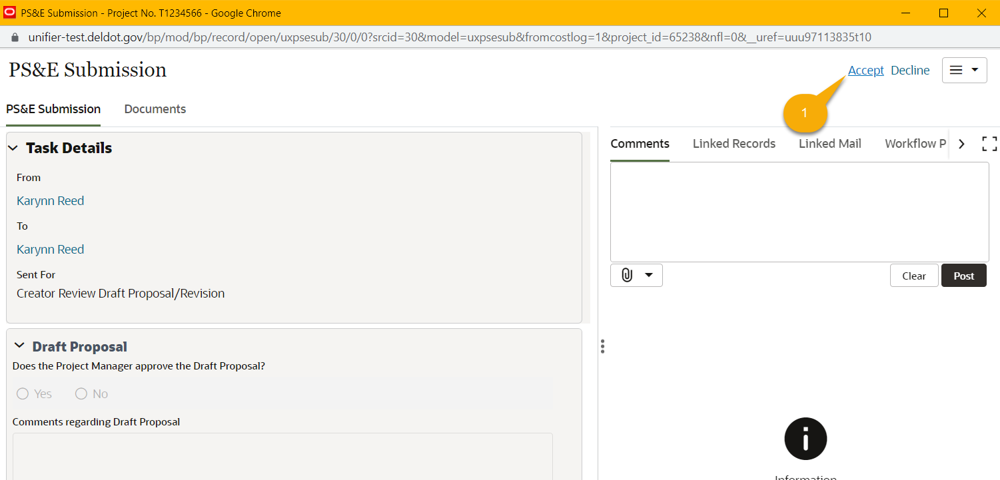 PS&E Submission - Project No. T1234566 - Google Chrome
unifier-test.deldot.gov/bp/mod/bp/record/open/uxpsesub/30/0/0?srcid=30&model=uxpsesub&fromcostlog=1&project_id=65238&nfl=0&__uref=uuu97113835t10
PS&E Submission
Accept Decline
1
PS&E Submission Documents
Task Details
From
Karynn Reed
To
Karynn Reed
Sent For
Creator Review Draft Proposal/Revision
Draft Proposal
Does the Project Manager approve the Draft Proposal?
Yes No
Comments regarding Draft Proposal
Comments Linked Records Linked Mail Workflow P
Clear Post
Information